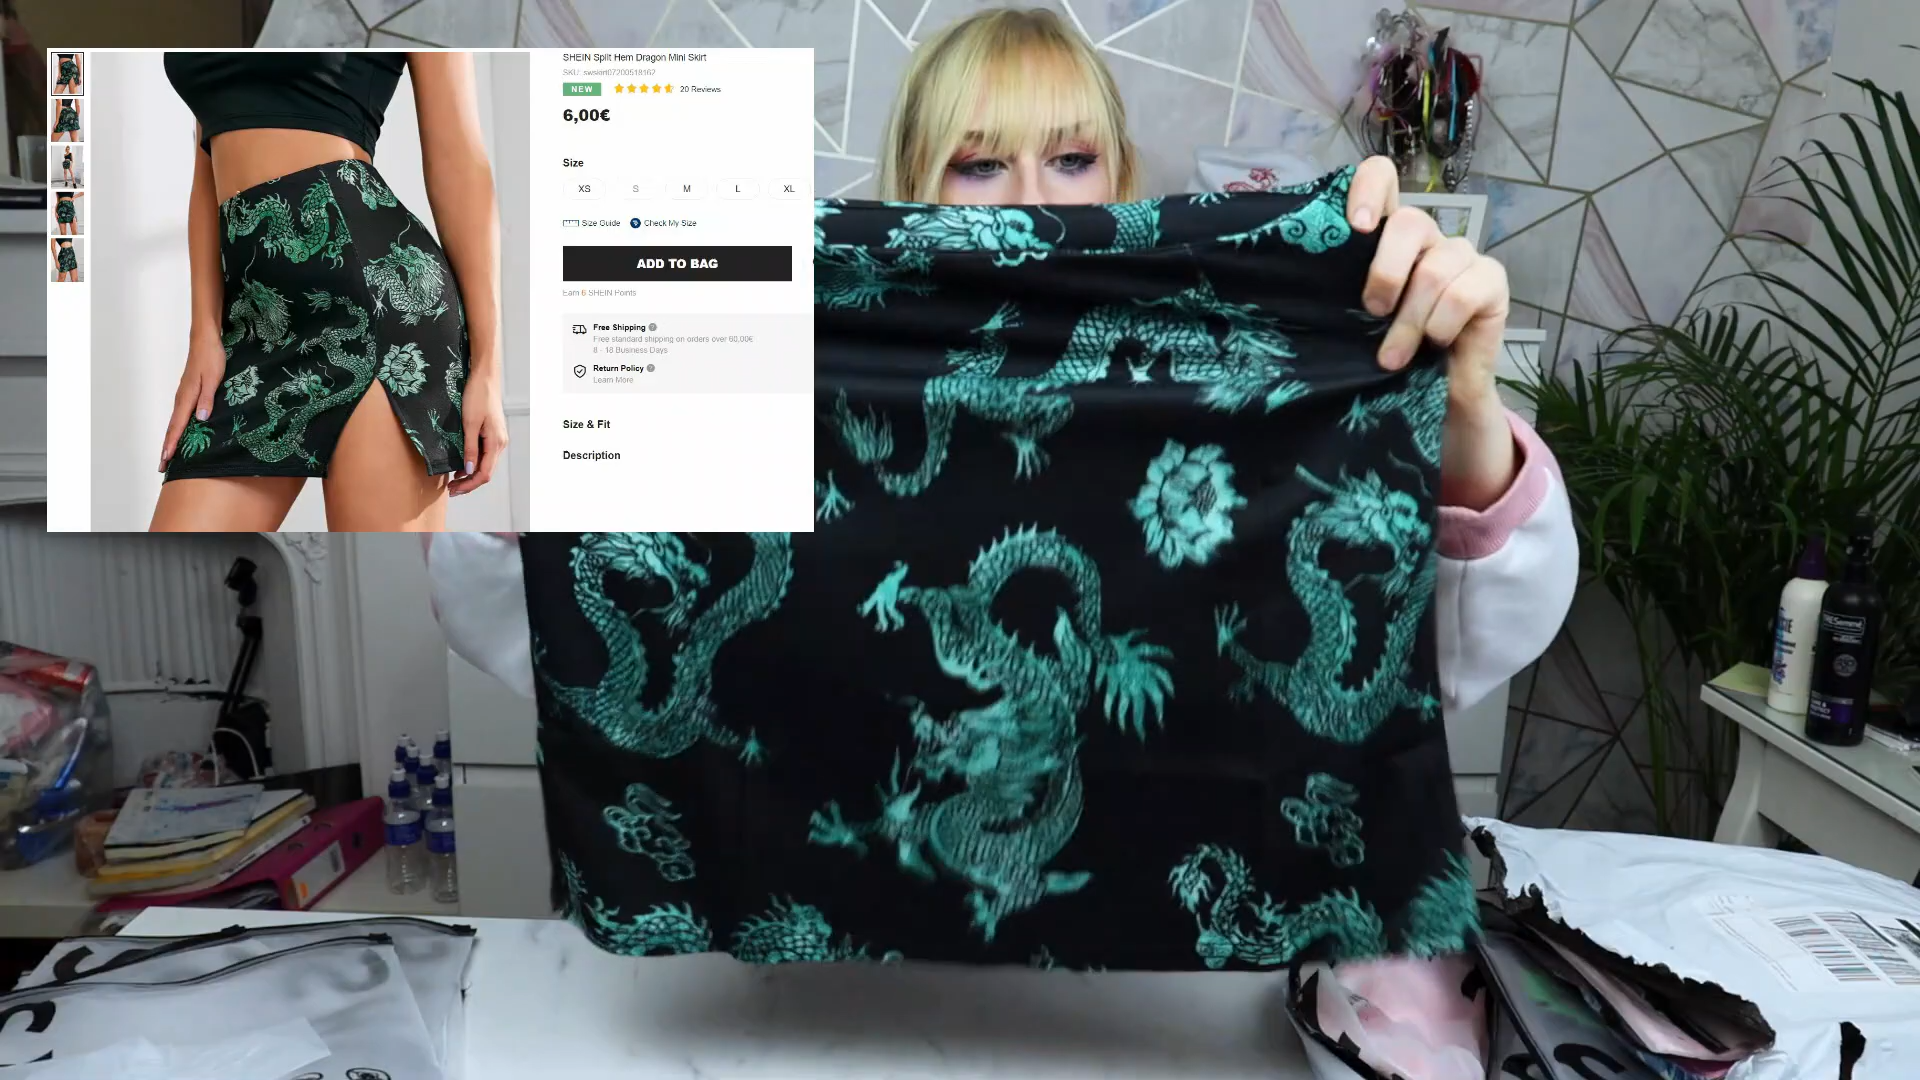 SHEIN Split Hem Dragon Mini Skirt
SKU: swskirt07200518162
NEW
20 Reviews
6,00€
Size
XS
S
M
L
XL
Size Guide
Check My Size
ADD TO BAG
Earn 6 SHEIN Points
Free Shipping
Free standard shipping on orders over 60,00€
8 - 18 Business Days
Return Policy
Learn More
Size & Fit
Description